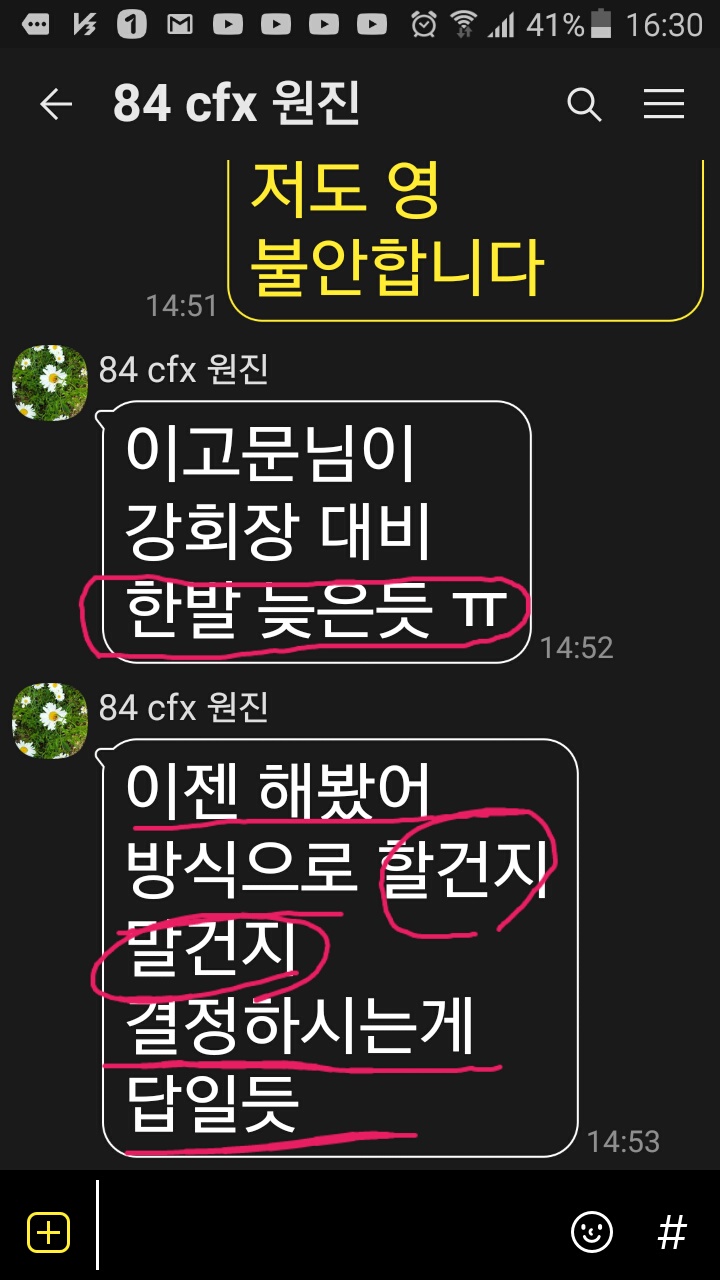 41% 16:30
84 cfx 원진
저도 영
불안합니다
14:51
84 cfx 원진
이고문님이
강회장 대비
한발 늦은듯 ㅠ
14:52
84 cfx 원진
이젠 해봤어
방식으로 할건지
말건지
결정하시는게
답일듯
14:53
#